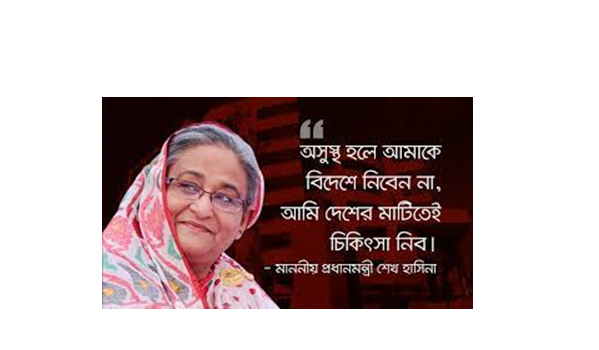 “
অসুস্থ হলে আমাকে
বিদেশে নিবেন না,
আমি দেশের মাটিতেই
চিকিৎসা নিব।
- মাননীয় প্রধানমন্ত্রী শেখ হাসিনা